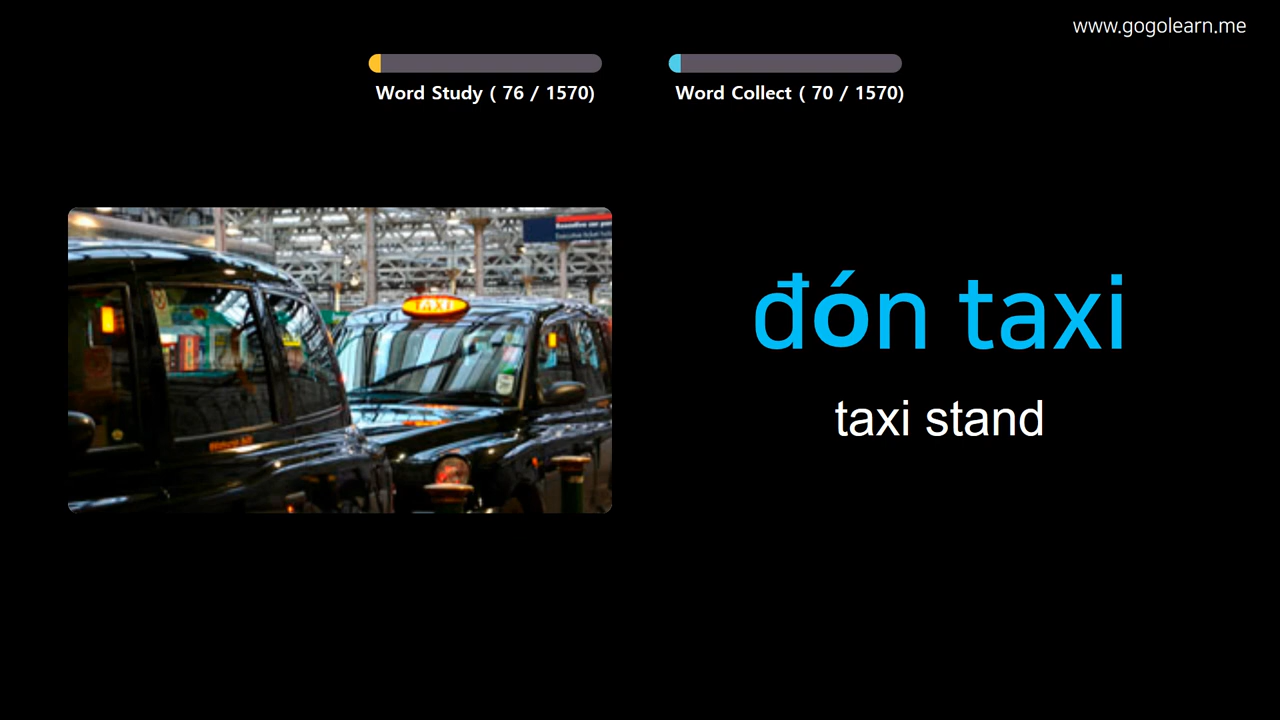 www.gogolearn.me
Word Study ( 76 / 1570)
Word Collect ( 70 / 1570)
TAXI
đón taxi
taxi stand